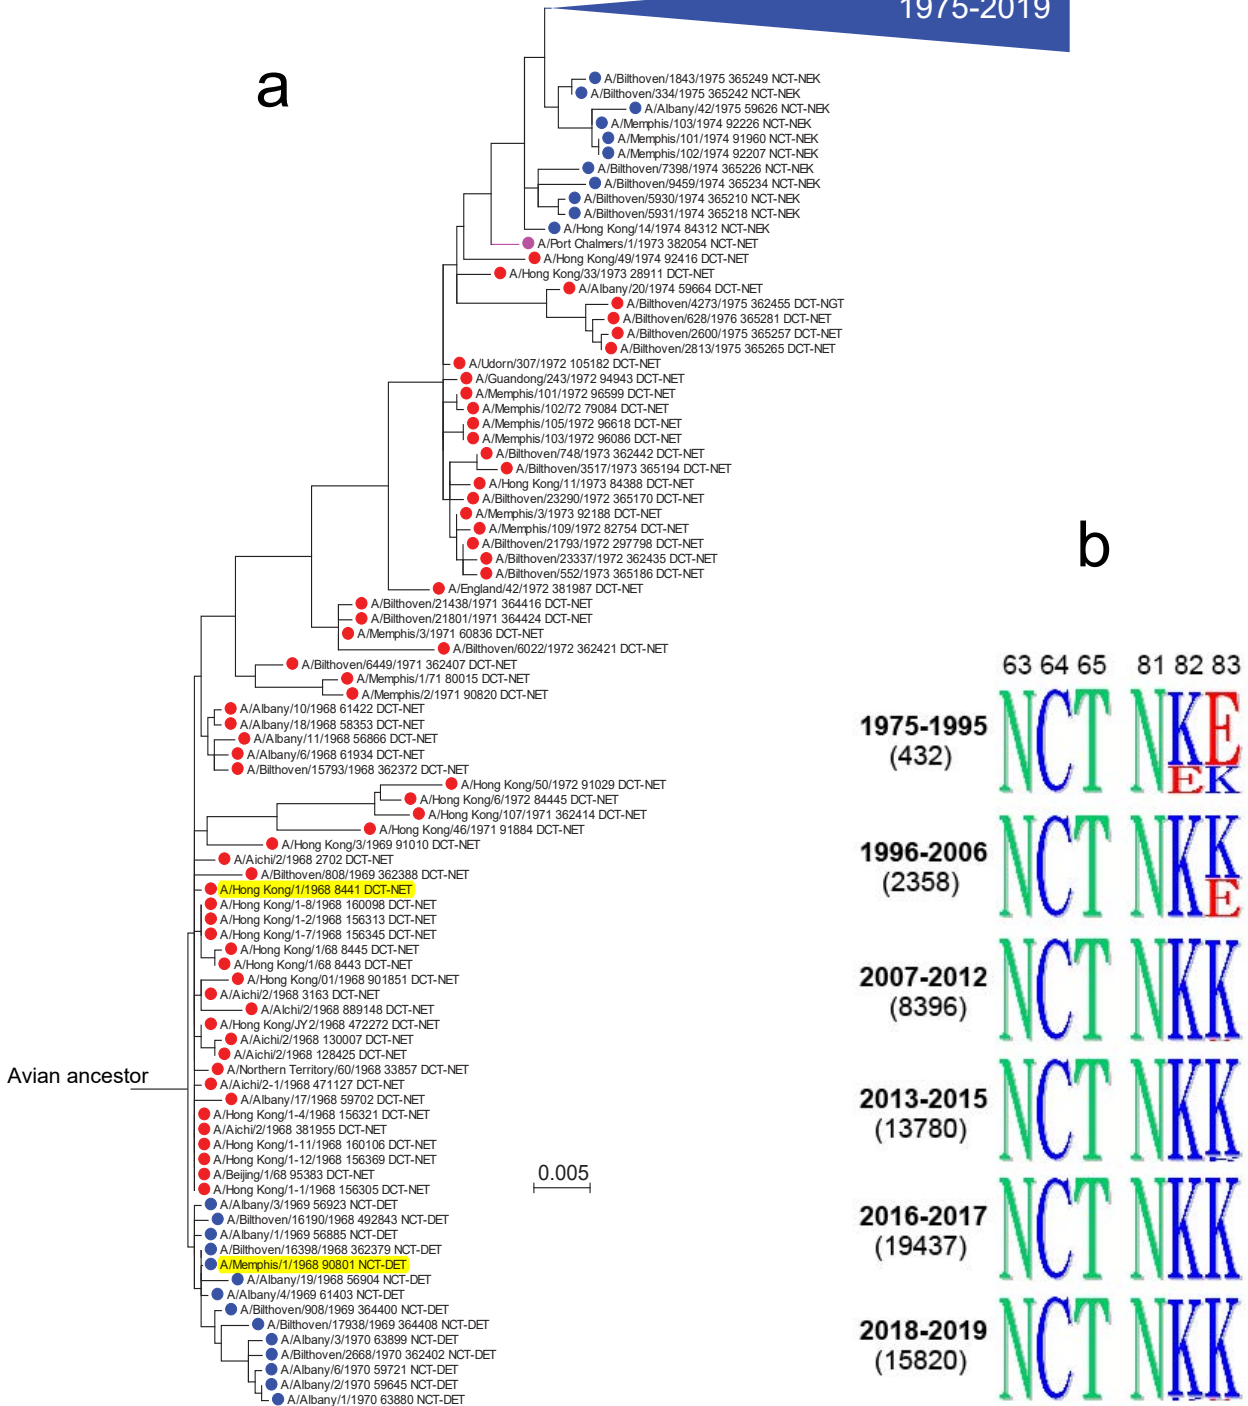 1975-2019
a
A/Bilthoven/1843/1975 365249 NCT-NEK
A/Bilthoven/334/1975 365242 NCT-NEK
A/Albany/42/1975 59626 NCT-NEK
A/Memphis/103/1974 92226 NCT-NEK
A/Memphis/101/1974 91960 NCT-NEK
A/Memphis/102/1974 92207 NCT-NEK
A/Bilthoven/7398/1974 365226 NCT-NEK
A/Bilthoven/9459/1974 365234 NCT-NEK
A/Bilthoven/5930/1974 365210 NCT-NEK
A/Bilthoven/5931/1974 365218 NCT-NEK
A/Hong Kong/14/1974 84312 NCT-NEK
A/Port Chalmers/1/1973 382054 NCT-NET
A/Hong Kong/49/1974 92416 DCT-NET
A/Hong Kong/33/1973 28911 DCT-NET
A/Albany/20/1974 59664 DCT-NET
A/Bilthoven/4273/1975 362455 DCT-NGT
A/Bilthoven/628/1976 365281 DCT-NET
A/Bilthoven/2600/1975 365257 DCT-NET
A/Bilthoven/2813/1975 365265 DCT-NET
A/Udorn/307/1972 105182 DCT-NET
A/Guandong/243/1972 94943 DCT-NET
A/Memphis/101/1972 96599 DCT-NET
A/Memphis/102/72 79084 DCT-NET
A/Memphis/105/1972 96618 DCT-NET
A/Memphis/103/1972 96086 DCT-NET
A/Bilthoven/748/1973 362442 DCT-NET
A/Bilthoven/3517/1973 365194 DCT-NET
A/Hong Kong/11/1973 84388 DCT-NET
A/Bilthoven/23290/1972 365170 DCT-NET
A/Memphis/3/1973 92188 DCT-NET
A/Memphis/109/1972 82754 DCT-NET
A/Bilthoven/21793/1972 297798 DCT-NET
A/Bilthoven/23337/1972 362435 DCT-NET
A/Bilthoven/552/1973 365186 DCT-NET
A/England/42/1972 381987 DCT-NET
A/Bilthoven/21438/1971 364416 DCT-NET
A/Bilthoven/21801/1971 364424 DCT-NET
A/Memphis/3/1971 60836 DCT-NET
A/Bilthoven/6022/1972 362421 DCT-NET
A/Bilthoven/6449/1971 362407 DCT-NET
A/Memphis/1/71 80015 DCT-NET
A/Memphis/2/1971 90820 DCT-NET
A/Albany/10/1968 61422 DCT-NET
A/Albany/18/1968 58353 DCT-NET
A/Albany/11/1968 56866 DCT-NET
A/Albany/6/1968 61934 DCT-NET
A/Bilthoven/15793/1968 362372 DCT-NET
A/Hong Kong/50/1972 91029 DCT-NET
A/Hong Kong/6/1972 84445 DCT-NET
A/Hong Kong/107/1971 362414 DCT-NET
A/Hong Kong/46/1971 91884 DCT-NET
A/Hong Kong/3/1969 91010 DCT-NET
A/Aichi/2/1968 2702 DCT-NET
A/Bilthoven/808/1969 362388 DCT-NET
A/Hong Kong/1/1968 8441 DCT-NET
A/Hong Kong/1-8/1968 160098 DCT-NET
A/Hong Kong/1-2/1968 156313 DCT-NET
A/Hong Kong/1-7/1968 156345 DCT-NET
A/Hong Kong/1/68 8445 DCT-NET
A/Hong Kong/1/68 8443 DCT-NET
A/Hong Kong/01/1968 901851 DCT-NET
A/Aichi/2/1968 3163 DCT-NET
A/AIchi/2/1968 889148 DCT-NET
A/Hong Kong/JY2/1968 472272 DCT-NET
A/Aichi/2/1968 130007 DCT-NET
A/Aichi/2/1968 128425 DCT-NET
A/Northern Territory/60/1968 33857 DCT-NET
A/Aichi/2-1/1968 471127 DCT-NET
A/Albany/17/1968 59702 DCT-NET
A/Hong Kong/1-4/1968 156321 DCT-NET
A/Aichi/2/1968 381955 DCT-NET
A/Hong Kong/1-11/1968 160106 DCT-NET
A/Hong Kong/1-12/1968 156369 DCT-NET
A/Beijing/1/68 95383 DCT-NET
A/Hong Kong/1-1/1968 156305 DCT-NET
A/Albany/3/1969 56923 NCT-DET
A/Bilthoven/16190/1968 492843 NCT-DET
A/Albany/1/1969 56885 NCT-DET
A/Bilthoven/16398/1968 362379 NCT-DET
A/Memphis/1/1968 90801 NCT-DET
A/Albany/19/1968 56904 NCT-DET
A/Albany/4/1969 61403 NCT-DET
A/Bilthoven/908/1969 364400 NCT-DET
A/Bilthoven/17938/1969 364408 NCT-DET
A/Albany/3/1970 63899 NCT-DET
A/Bilthoven/2668/1970 362402 NCT-DET
A/Albany/6/1970 59721 NCT-DET
A/Albany/2/1970 59645 NCT-DET
A/Albany/1/1970 63880 NCT-DET
Avian ancestor
0.005
b
63 64 65 81 82 83
1975-1995
(432)
NCT NKE
EK
1996-2006
(2358)
NCT NKK
E
2007-2012
(8396)
NCT NKK
2013-2015
(13780)
NCT NKK
2016-2017
(19437)
NCT NKK
2018-2019
(15820)
NCT NKK